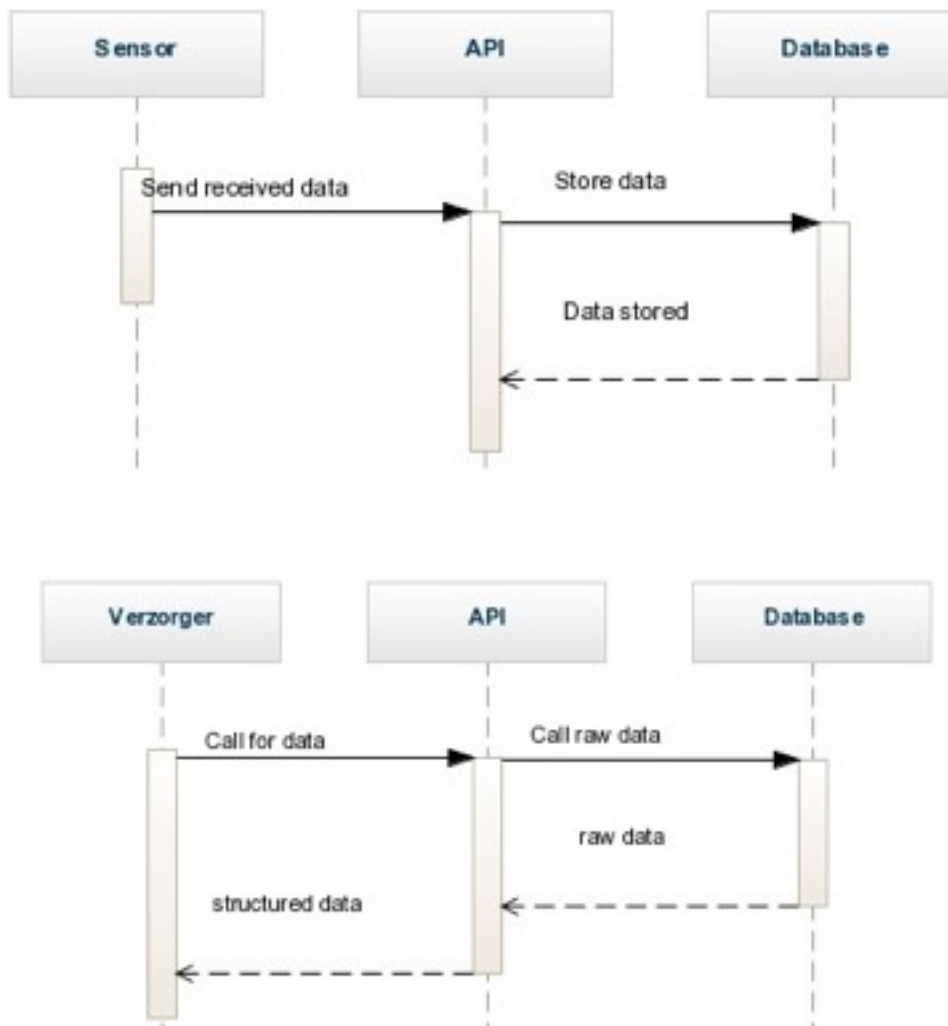 Sensor
API
Database
Send received data
Store data
Data stored
Verzorger
API
Database
Call for data
Call raw data
raw data
structured data